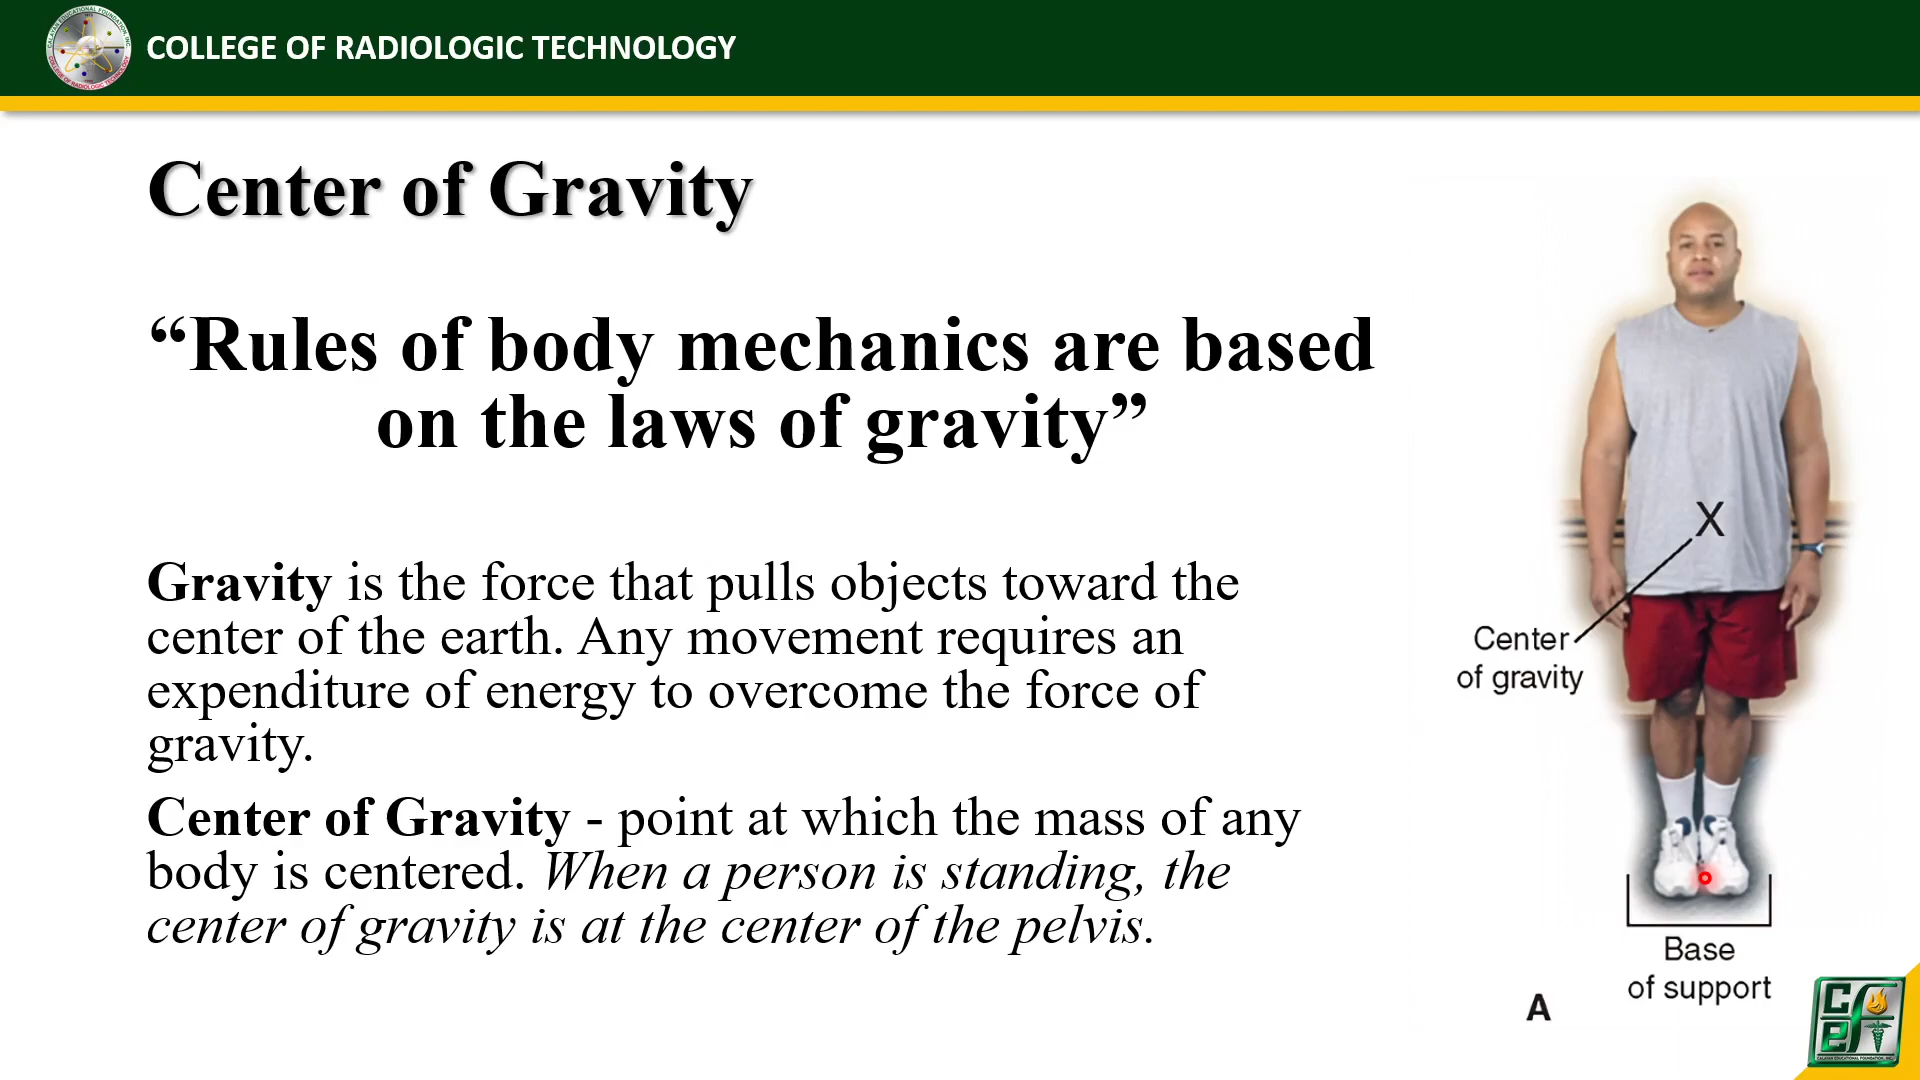 COLLEGE OF RADIOLOGIC TECHNOLOGY
Center of Gravity
“Rules of body mechanics are based
on the laws of gravity”
Gravity is the force that pulls objects toward the
center of the earth. Any movement requires an
expenditure of energy to overcome the force of
gravity.
Center of Gravity - point at which the mass of any
body is centered. When a person is standing, the
center of gravity is at the center of the pelvis.
X
Center
of gravity
Base
of support
A
CALAYAN EDUCATIONAL FOUNDATION, INC.